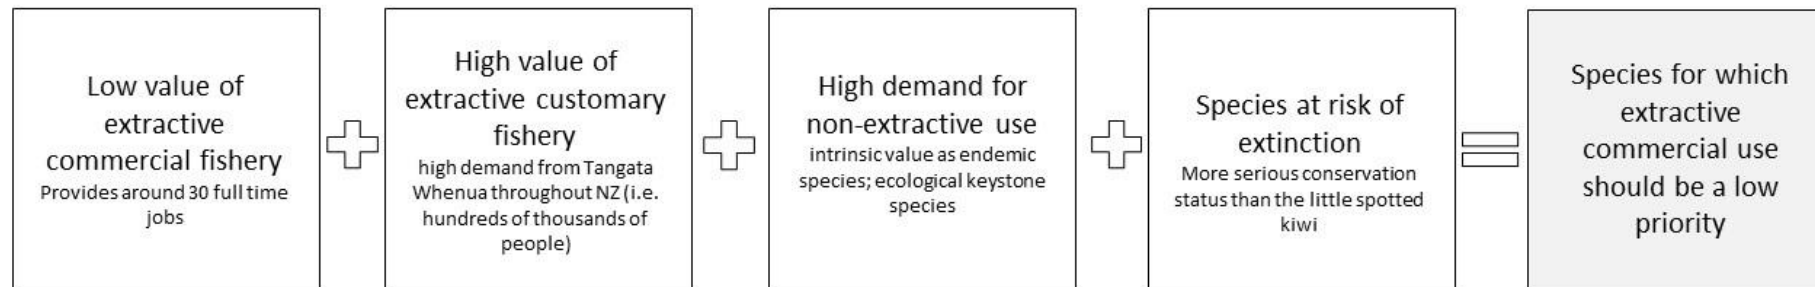 Low value of
extractive
commercial fishery
Provides around 30 full time
jobs
High value of
extractive customary
fishery
high demand from Tangata
Whenua throughout NZ (i.e.
hundreds of thousands of
people)
High demand for
non-extractive use
intrinsic value as endemic
species; ecological keystone
species
Species at risk of
extinction
More serious conservation
status than the little spotted
kiwi
Species for which
extractive
commercial use
should be a low
priority